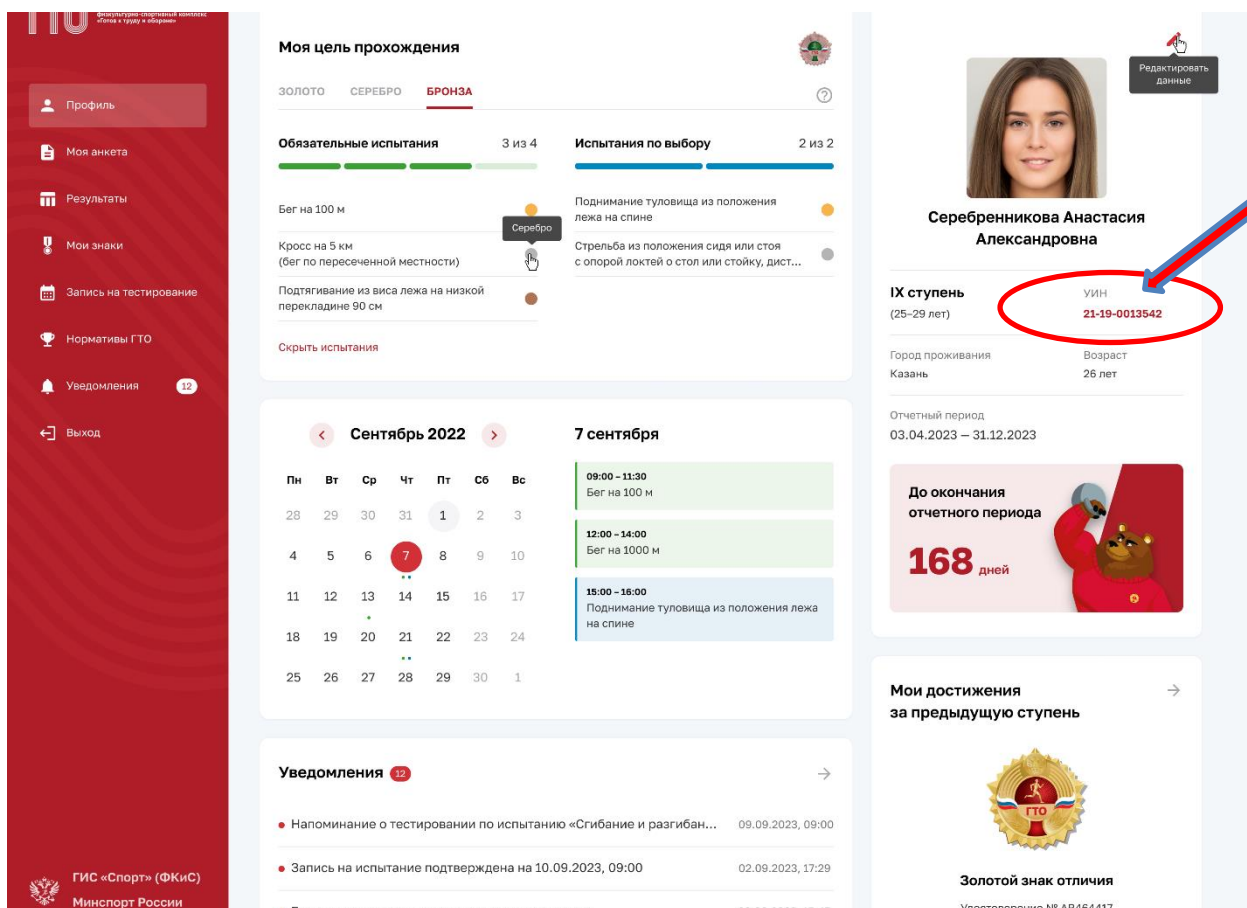 ГТО
физкультурно-спортивный комплекс
«Готов к труду и обороне»
Профиль
Моя анкета
Результаты
Мои знаки
Запись на тестирование
Нормативы ГТО
Уведомления 12
Выход
ГИС «Спорт» (ФКиС)
Минспорт России
Моя цель прохождения
ЗОЛОТО СЕРЕБРО БРОНЗА ?
Обязательные испытания 3 из 4
Бег на 100 м
Серебро
Кросс на 5 км
(бег по пересеченной местности)
Подтягивание из виса лежа на низкой
перекладине 90 см
Скрыть испытания
Испытания по выбору 2 из 2
Поднимание туловища из положения
лежа на спине
Стрельба из положения сидя или стоя
с опорой локтей о стол или стойку, дист...
Сентябрь 2022
Пн Вт Ср Чт Пт Сб Вс
28 29 30 31 1 2 3
4 5 6 7 8 9 10
11 12 13 14 15 16 17
18 19 20 21 22 23 24
25 26 27 28 29 30 1
7 сентября
09:00 – 11:30
Бег на 100 м
12:00 – 14:00
Бег на 1000 м
15:00 – 16:00
Поднимание туловища из положения лежа
на спине
Уведомления 12
Напоминание о тестировании по испытанию «Сгибание и разгибан... 09.09.2023, 09:00
Запись на испытание подтверждена на 10.09.2023, 09:00 02.09.2023, 17:29
Редактировать
данные
Серебренникова Анастасия
Александровна
IX ступень
(25–29 лет)
УИН
21-19-0013542
Город проживания
Казань
Возраст
26 лет
Отчетный период
03.04.2023 — 31.12.2023
До окончания
отчетного периода
168 дней
Мои достижения
за предыдущую ступень
ГТО
Золотой знак отличия
Удостоверение № АВ464417